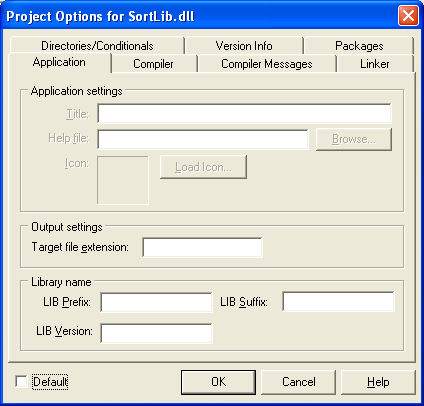 Project Options for SortLib.dll
Directories/Conditionals Version Info Packages
Application Compiler Compiler Messages Linker
Application settings
Title:
Help file: Browse...
Icon: Load Icon...
Output settings
Target file extension:
Library name
LIB Prefix: LIB Suffix:
LIB Version:
Default OK Cancel Help